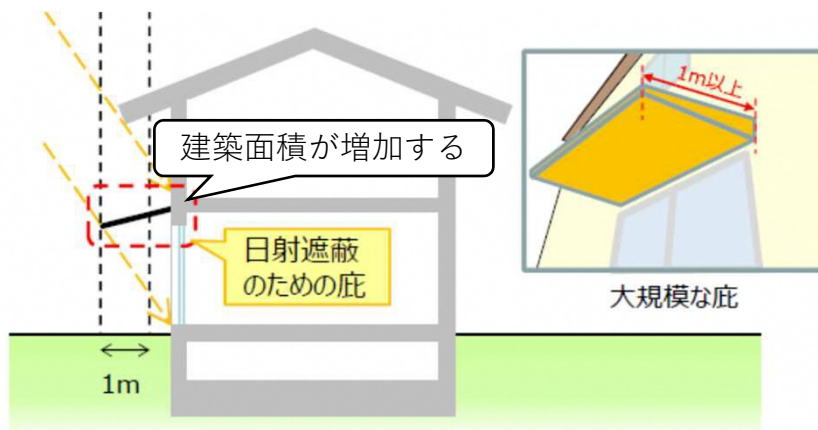 建築面積が増加する
1m以上
日射遮蔽
のための庇
大規模な庇
1m